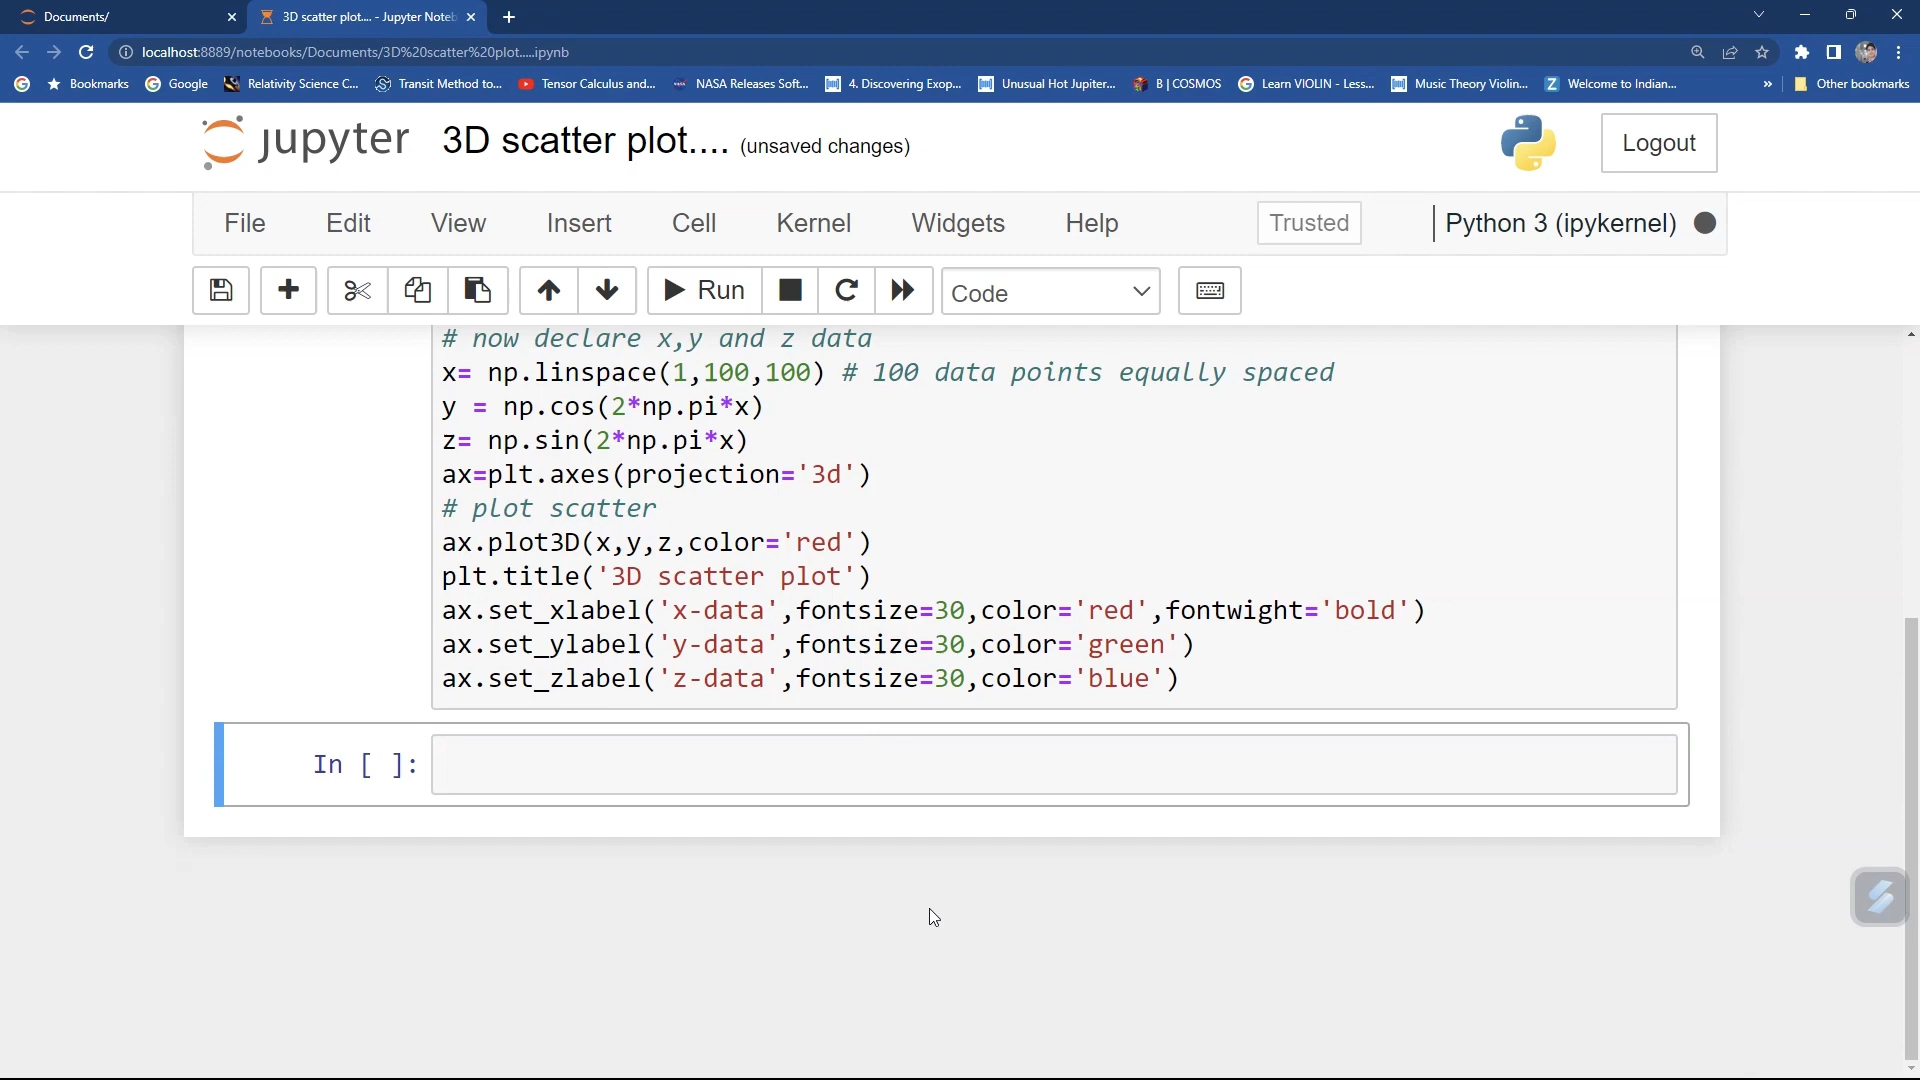 Documents/
3D scatter plot.... - Jupyter Noteb
localhost:8889/notebooks/Documents/3D%20scatter%20plot.....ipynb
Bookmarks Google Relativity Science C... Transit Method to... Tensor Calculus and... NASA Releases Soft... 4. Discovering Exop... Unusual Hot Jupiter... B | COSMOS Learn VIOLIN - Less... Music Theory Violin... Welcome to Indian... » Other bookmarks
jupyter 3D scatter plot.... (unsaved changes) Logout
File Edit View Insert Cell Kernel Widgets Help Trusted Python 3 (ipykernel)
Run Code
# now declare x,y and z data
x= np.linspace(1,100,100) # 100 data points equally spaced
y = np.cos(2*np.pi*x)
z= np.sin(2*np.pi*x)
ax=plt.axes(projection='3d')
# plot scatter
ax.plot3D(x,y,z,color='red')
plt.title('3D scatter plot')
ax.set_xlabel('x-data',fontsize=30,color='red',fontwight='bold')
ax.set_ylabel('y-data',fontsize=30,color='green')
ax.set_zlabel('z-data',fontsize=30,color='blue')
In [ ]: